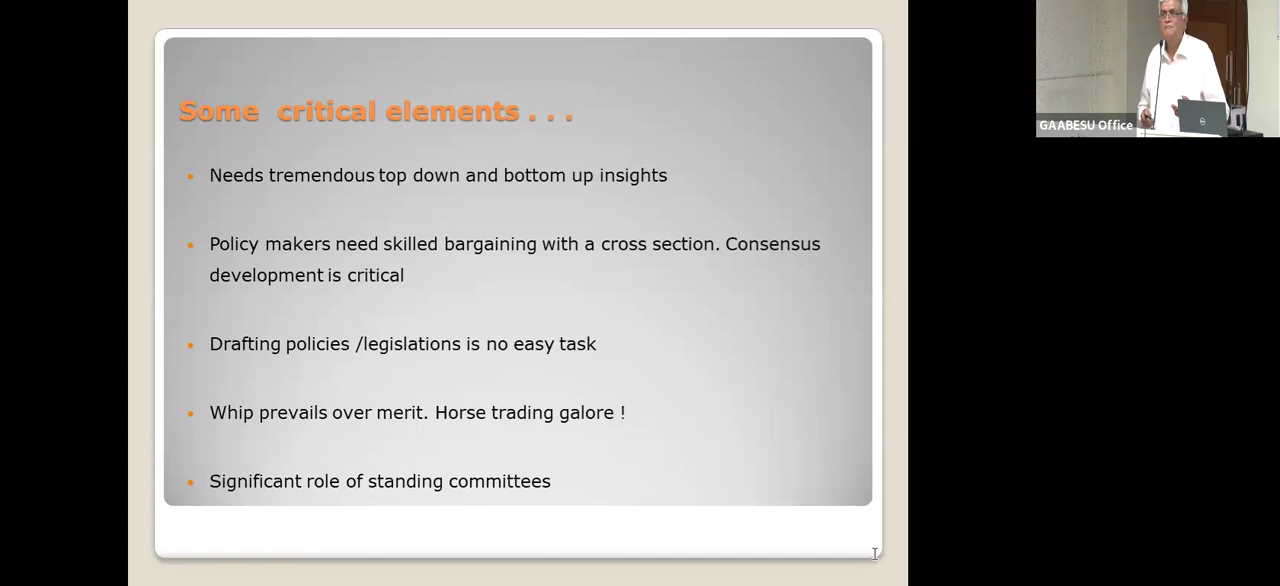 Some critical elements . . .
Needs tremendous top down and bottom up insights
Policy makers need skilled bargaining with a cross section. Consensus
development is critical
Drafting policies /legislations is no easy task
Whip prevails over merit. Horse trading galore !
Significant role of standing committees
GAABESU Office